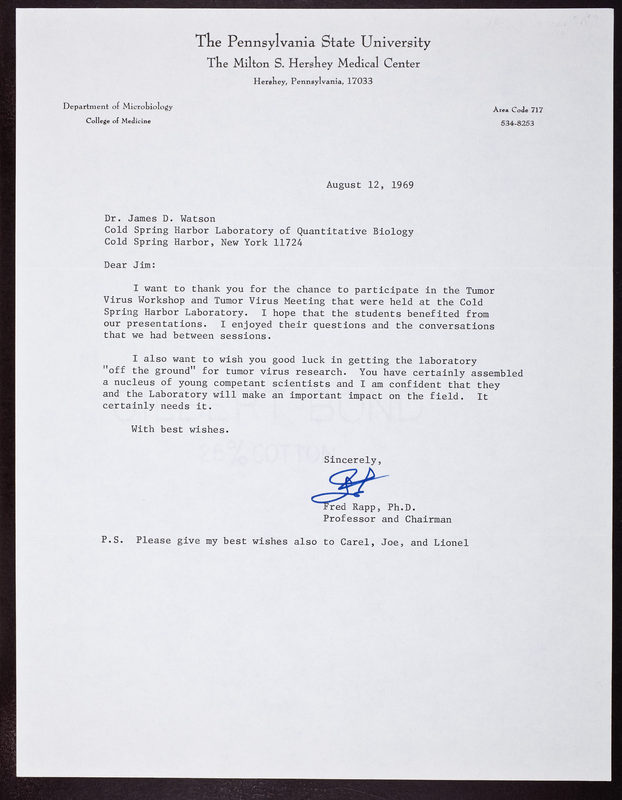 The Pennsylvania State University
The Milton S. Hershey Medical Center
Hershey, Pennsylvania, 17033
Department of Microbiology
College of Medicine
Area Code 717
534-8253
August 12, 1969
Dr. James D. Watson
Cold Spring Harbor Laboratory of Quantitative Biology
Cold Spring Harbor, New York 11724
Dear Jim:
I want to thank you for the chance to participate in the Tumor
Virus Workshop and Tumor Virus Meeting that were held at the Cold
Spring Harbor Laboratory. I hope that the students benefited from
our presentations. I enjoyed their questions and the conversations
that we had between sessions.
I also want to wish you good luck in getting the laboratory
"off the ground" for tumor virus research. You have certainly assembled
a nucleus of young competent scientists and I am confident that they
and the Laboratory will make an important impact on the field. It
certainly needs it.
With best wishes.
Sincerely,
Fred Rapp, Ph.D.
Professor and Chairman
P.S. Please give my best wishes also to Carel, Joe, and Lionel